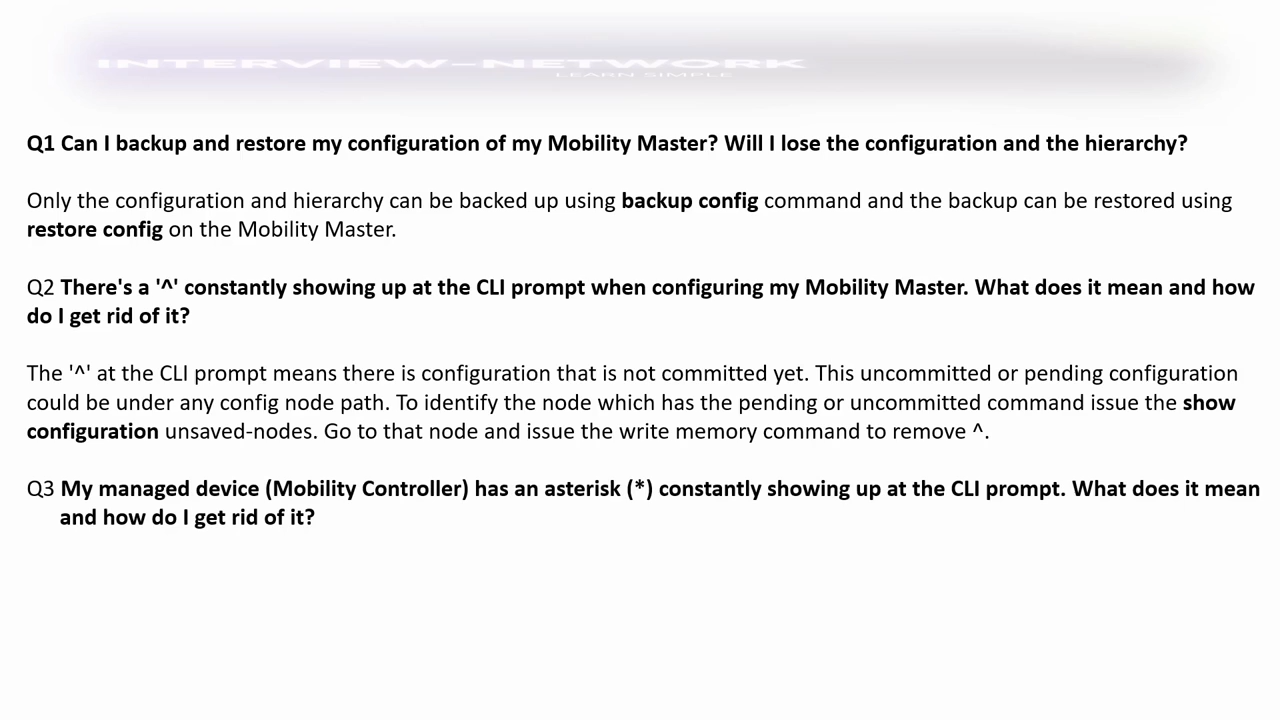 INTERVIEW-NETWORK
LEARN SIMPLE
Q1 Can I backup and restore my configuration of my Mobility Master? Will I lose the configuration and the hierarchy?
Only the configuration and hierarchy can be backed up using backup config command and the backup can be restored using
restore config on the Mobility Master.
Q2 There's a '^' constantly showing up at the CLI prompt when configuring my Mobility Master. What does it mean and how
do I get rid of it?
The '^' at the CLI prompt means there is configuration that is not committed yet. This uncommitted or pending configuration
could be under any config node path. To identify the node which has the pending or uncommitted command issue the show
configuration unsaved-nodes. Go to that node and issue the write memory command to remove ^.
Q3 My managed device (Mobility Controller) has an asterisk (*) constantly showing up at the CLI prompt. What does it mean
and how do I get rid of it?